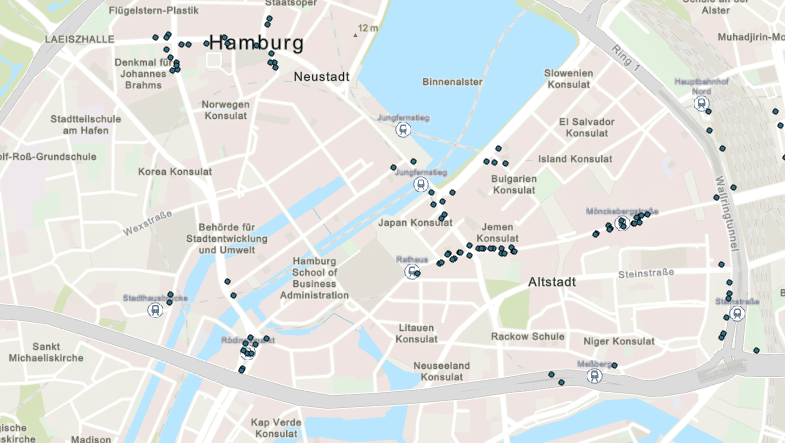 Staatsoper
Flügelstern-Plastik
Schule an der
Alster
LAEISZHALLE
Hamburg
12 m
Muhadjirin-Mo
Ring 1
Denkmal für
Johannes
Brahms
Neustadt
Binnenalster
Slowenien
Konsulat
Hauptbahnhof
Nord
Norwegen
Konsulat
Stadtteilschule
am Hafen
Jungfernstieg
El Salvador
Konsulat
olf-Roß-Grundschule
Island Konsulat
Korea Konsulat
Jungfernstieg
Bulgarien
Konsulat
Wallringtunnel
Wexstraße
Mönckebergstraße
Behörde für
Stadtentwicklung
und Umwelt
Japan Konsulat
Jemen
Konsulat
Hamburg
School of
Business
Administration
Rathaus
Steinstraße
Altstadt
Stadthausbrücke
Steinstraße
Litauen
Konsulat
Rackow Schule
Niger Konsulat
Rödingsmarkt
Sankt
Michaeliskirche
Neuseeland
Konsulat
Meßberg
Kap Verde
Konsulat
gische
skirche
Madison